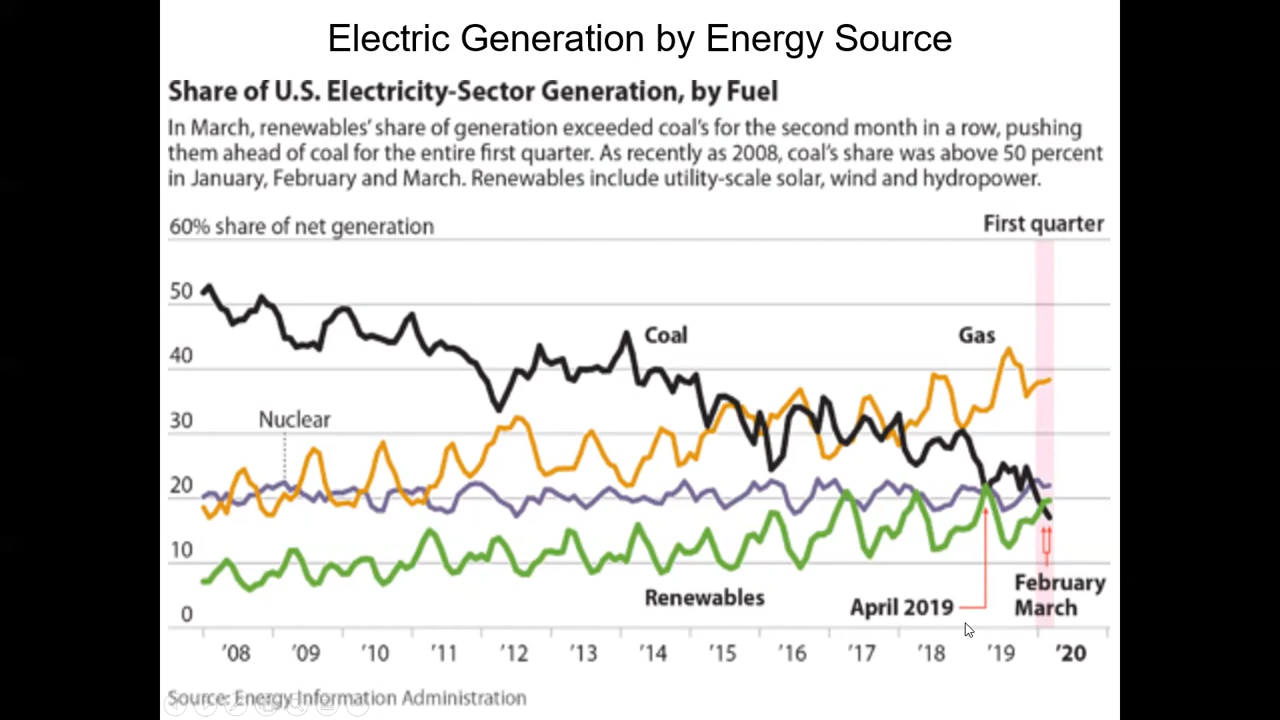 Electric Generation by Energy Source
Share of U.S. Electricity-Sector Generation, by Fuel
In March, renewables' share of generation exceeded coal's for the second month in a row, pushing
them ahead of coal for the entire first quarter. As recently as 2008, coal's share was above 50 percent
in January, February and March. Renewables include utility-scale solar, wind and hydropower.
60% share of net generation
First quarter
50
Coal
Gas
40
30
Nuclear
20
10
Renewables
February
March
April 2019
0
'08 '09 '10 '11 '12 '13 '14 '15 '16 '17 '18 '19 '20
Source: Energy Information Administration